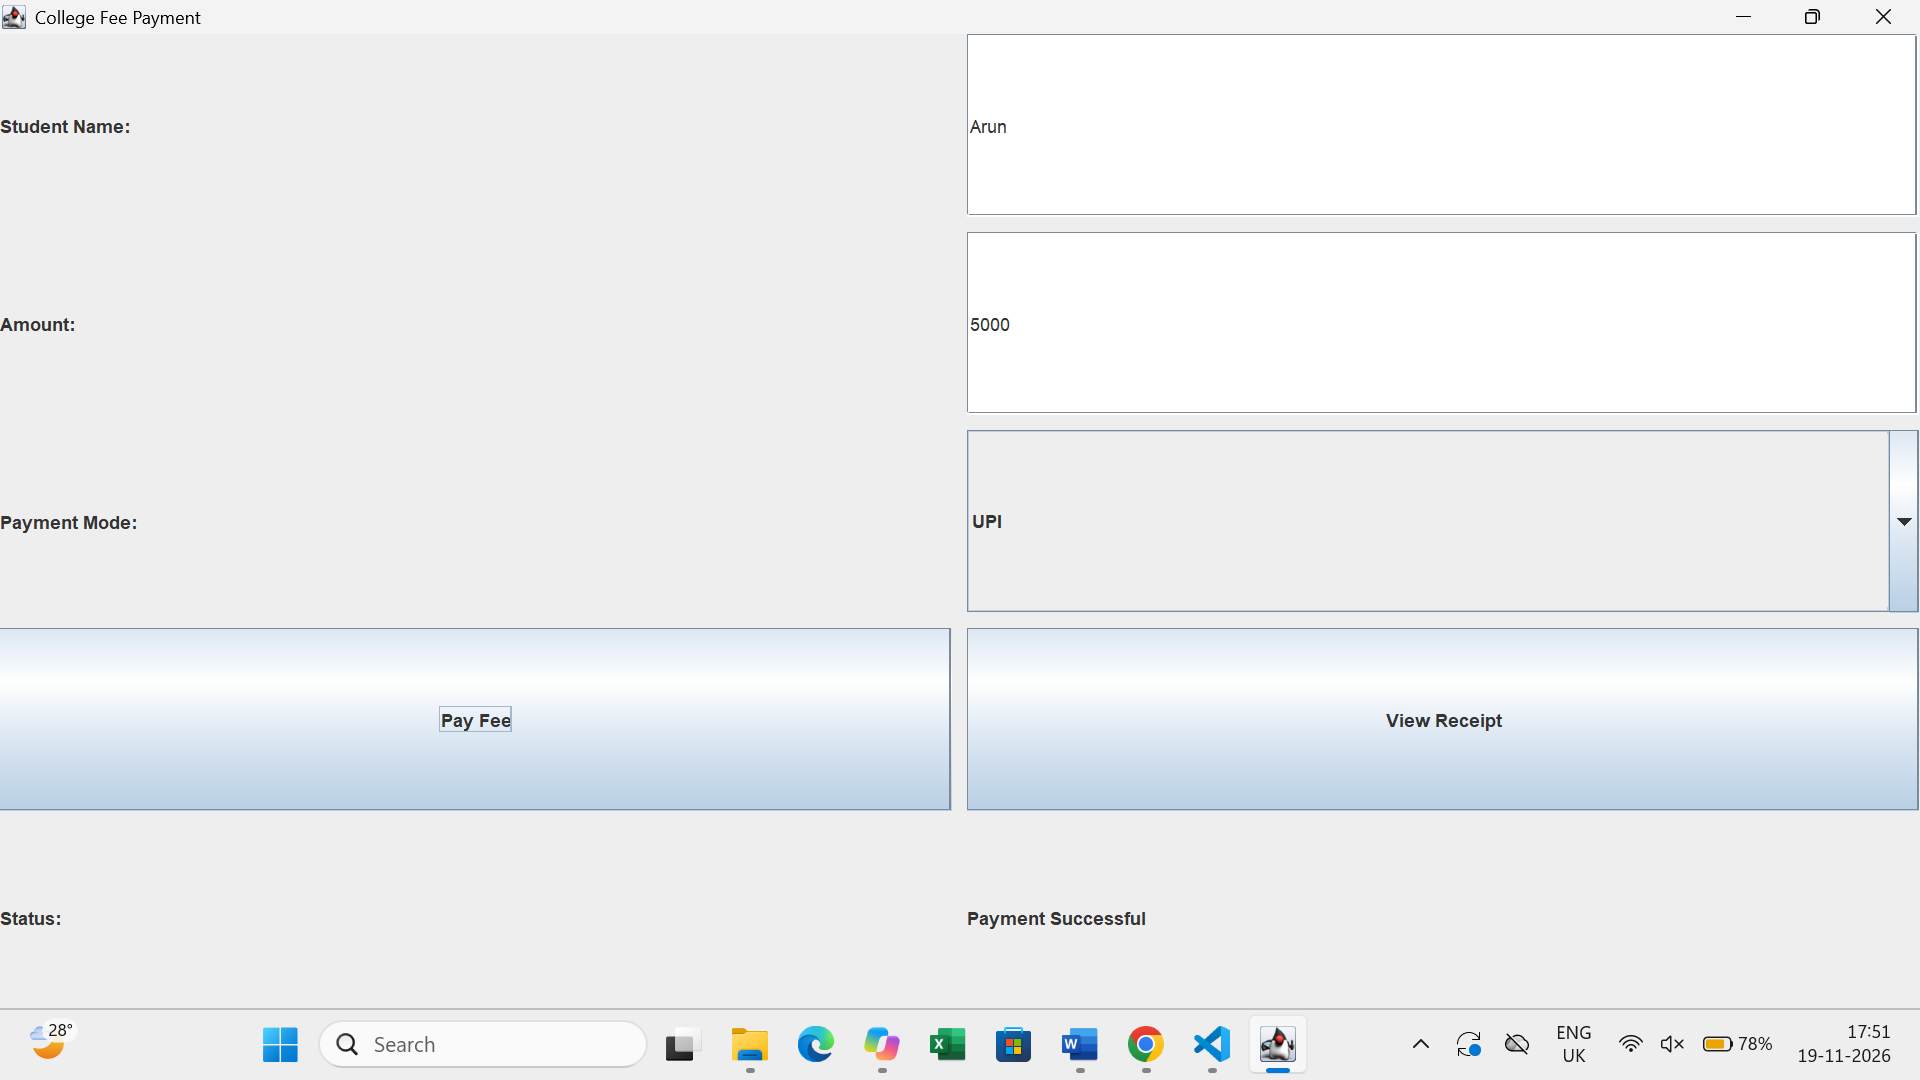 College Fee Payment
Student Name:
Arun
Amount:
5000
Payment Mode:
UPI
Pay Fee
View Receipt
Status:
Payment Successful
28°
Search
ENG
UK
78%
17:51
19-11-2026